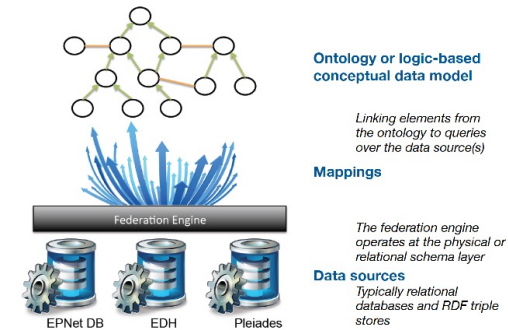 Ontology or logic-based
conceptual data model
Linking elements from
the ontology to queries
over the data source(s)
Mappings
Federation Engine
The federation engine
operates at the physical or
relational schema layer
Data sources
Typically relational
databases and RDF triple
stores
EPNet DB
EDH
Pleiades